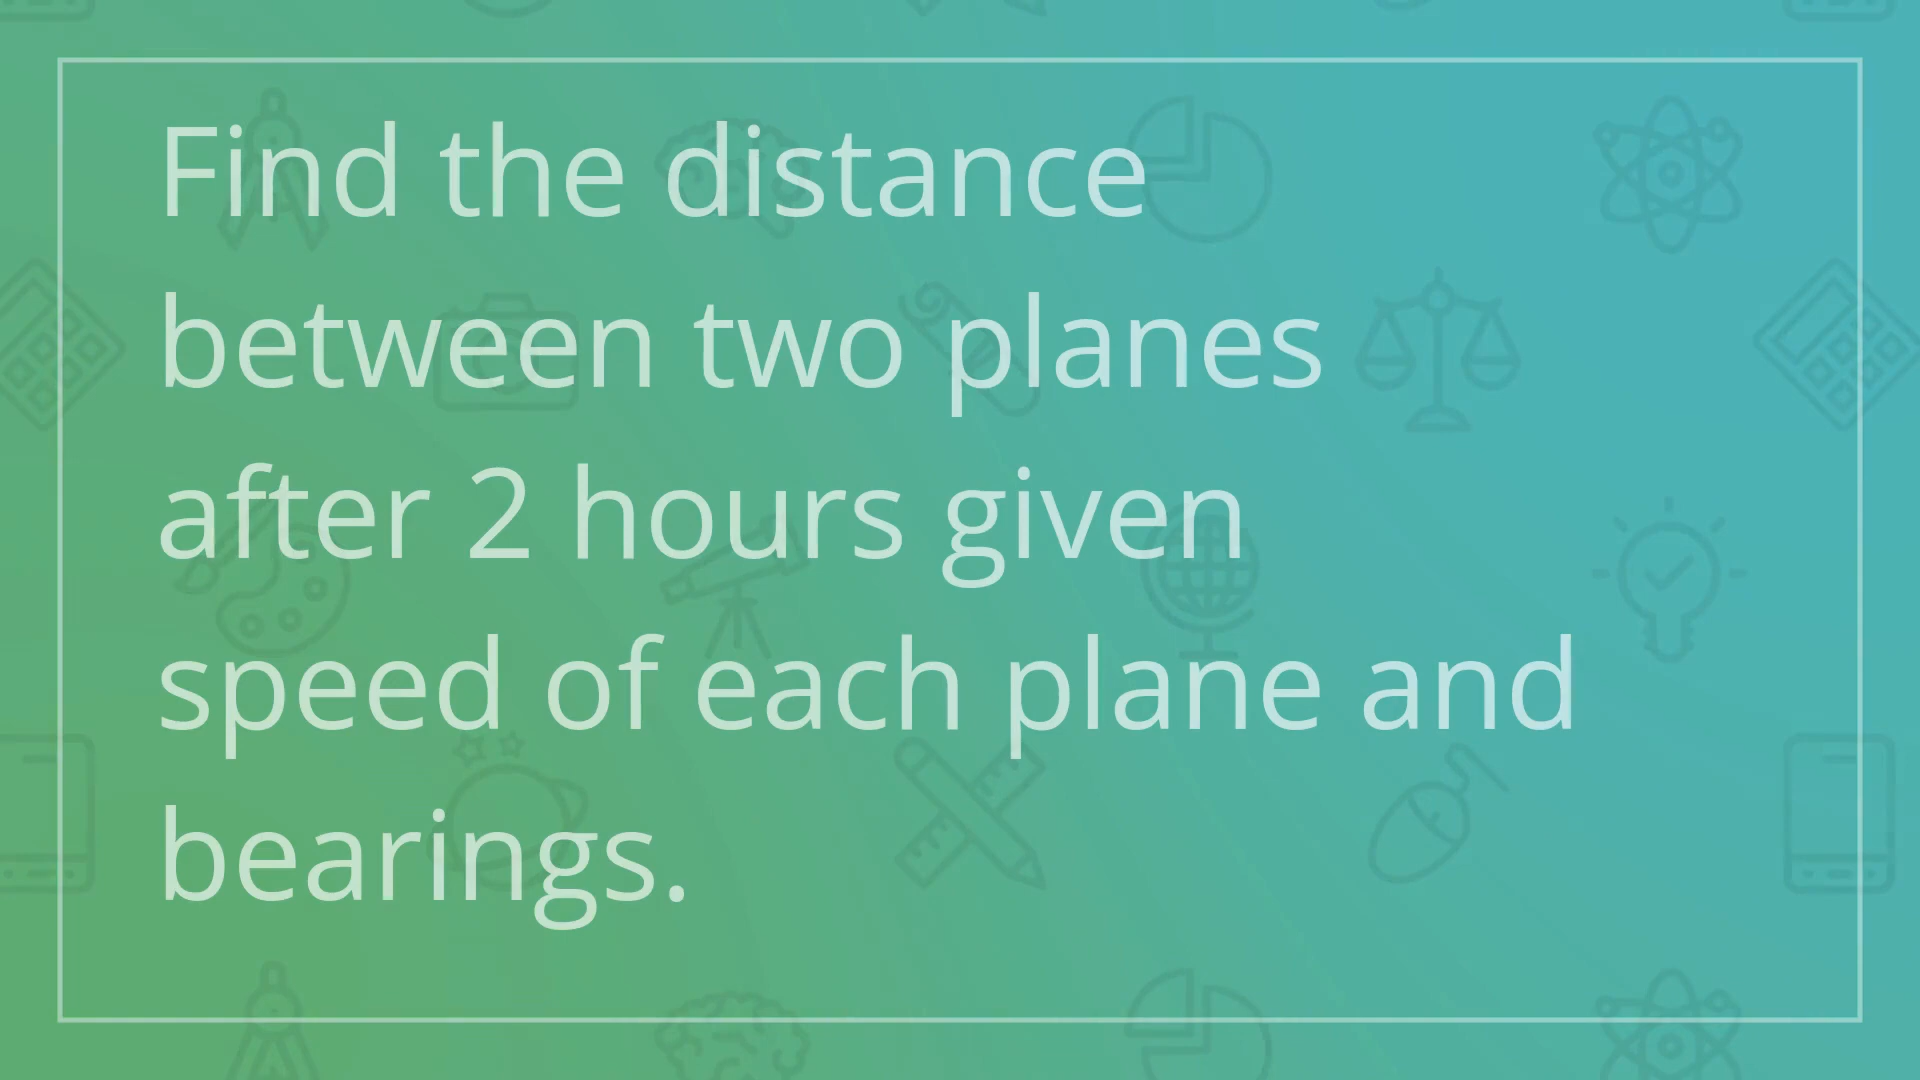 Find the distance
between two planes
after 2 hours given
speed of each plane and
bearings.